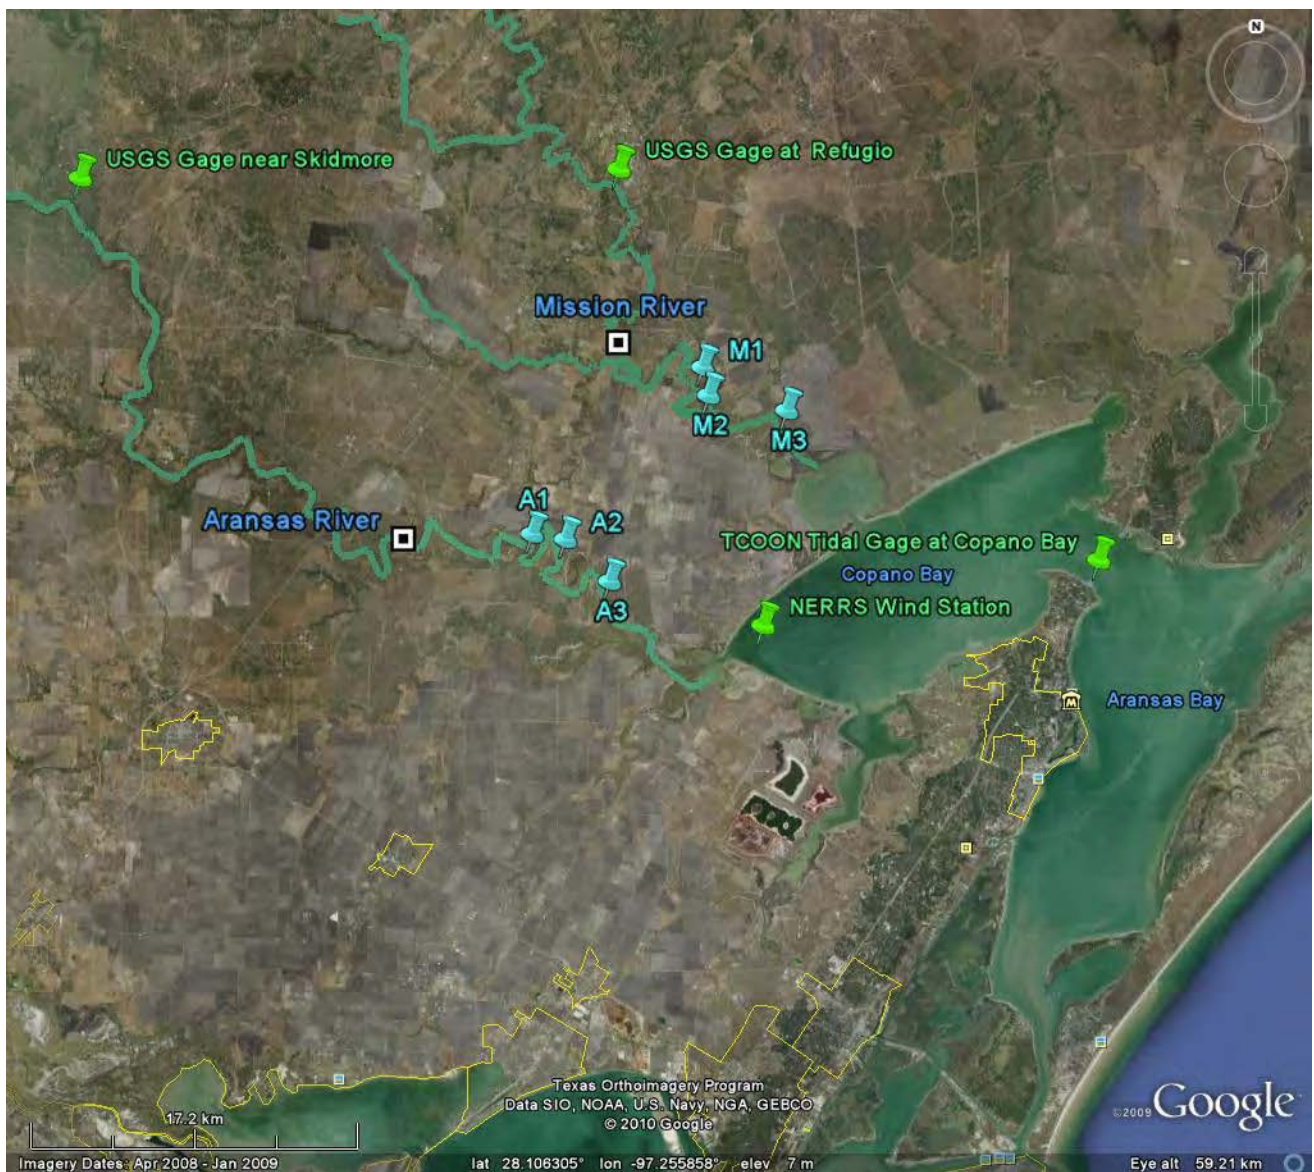 N
USGS Gage near Skidmore
USGS Gage at Refugio
Mission River
M1
M2
M3
A1
A2
Aransas River
TCOON Tidal Gage at Copano Bay
Copano Bay
A3
NERRS Wind Station
M
Aransas Bay
Texas Orthoimagery Program
Data SIO, NOAA, U.S. Navy, NGA, GEBCO
© 2010 Google
©2009 Google
17.2 km
Imagery Dates: Apr 2008 - Jan 2009
lat 28.106305° lon -97.255858° elev 7 m
Eye alt 59.21 km